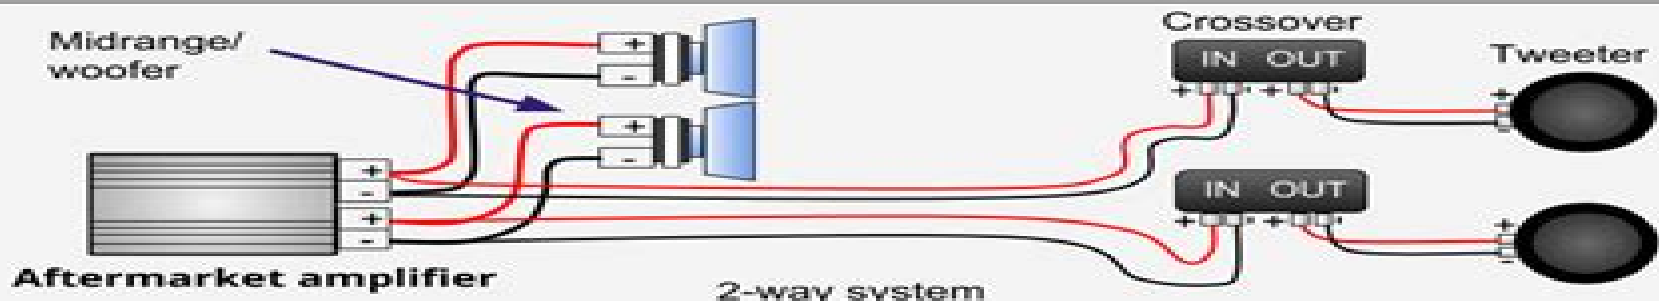 Midrange/
woofer
+
-
+
-
+
-
+
-
Aftermarket amplifier
2-way system
Crossover
IN OUT
+ - + -
IN OUT
+ - + -
Tweeter
+
-
+
-